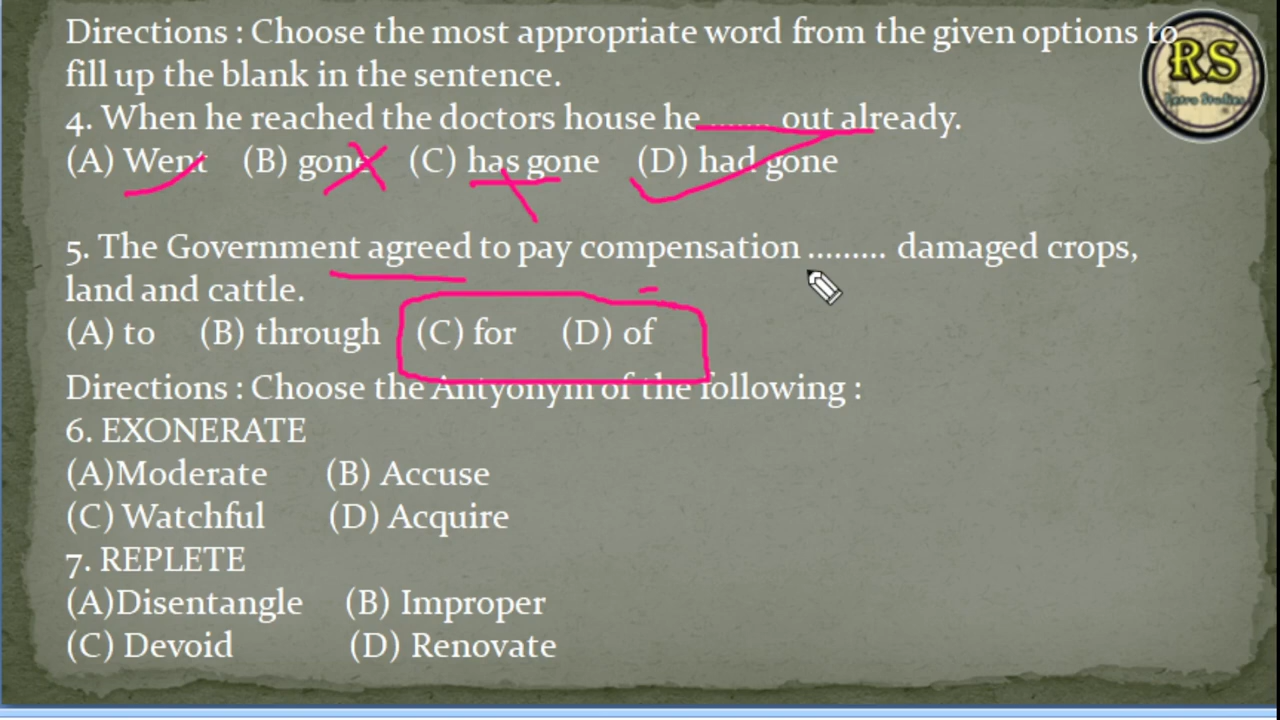 Directions : Choose the most appropriate word from the given options to
fill up the blank in the sentence.
4. When he reached the doctors house he ....... out already.
(A) Went (B) gone (C) has gone (D) had gone
5. The Government agreed to pay compensation ......... damaged crops,
land and cattle.
(A) to (B) through (C) for (D) of
Directions : Choose the Antyonym of the following :
6. EXONERATE
(A)Moderate (B) Accuse
(C) Watchful (D) Acquire
7. REPLETE
(A)Disentangle (B) Improper
(C) Devoid (D) Renovate
RS